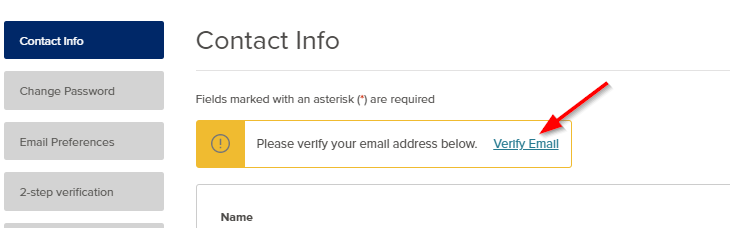 Contact Info
Contact Info
Change Password
Fields marked with an asterisk (*) are required
Email Preferences
Please verify your email address below. Verify Email
2-step verification
Name